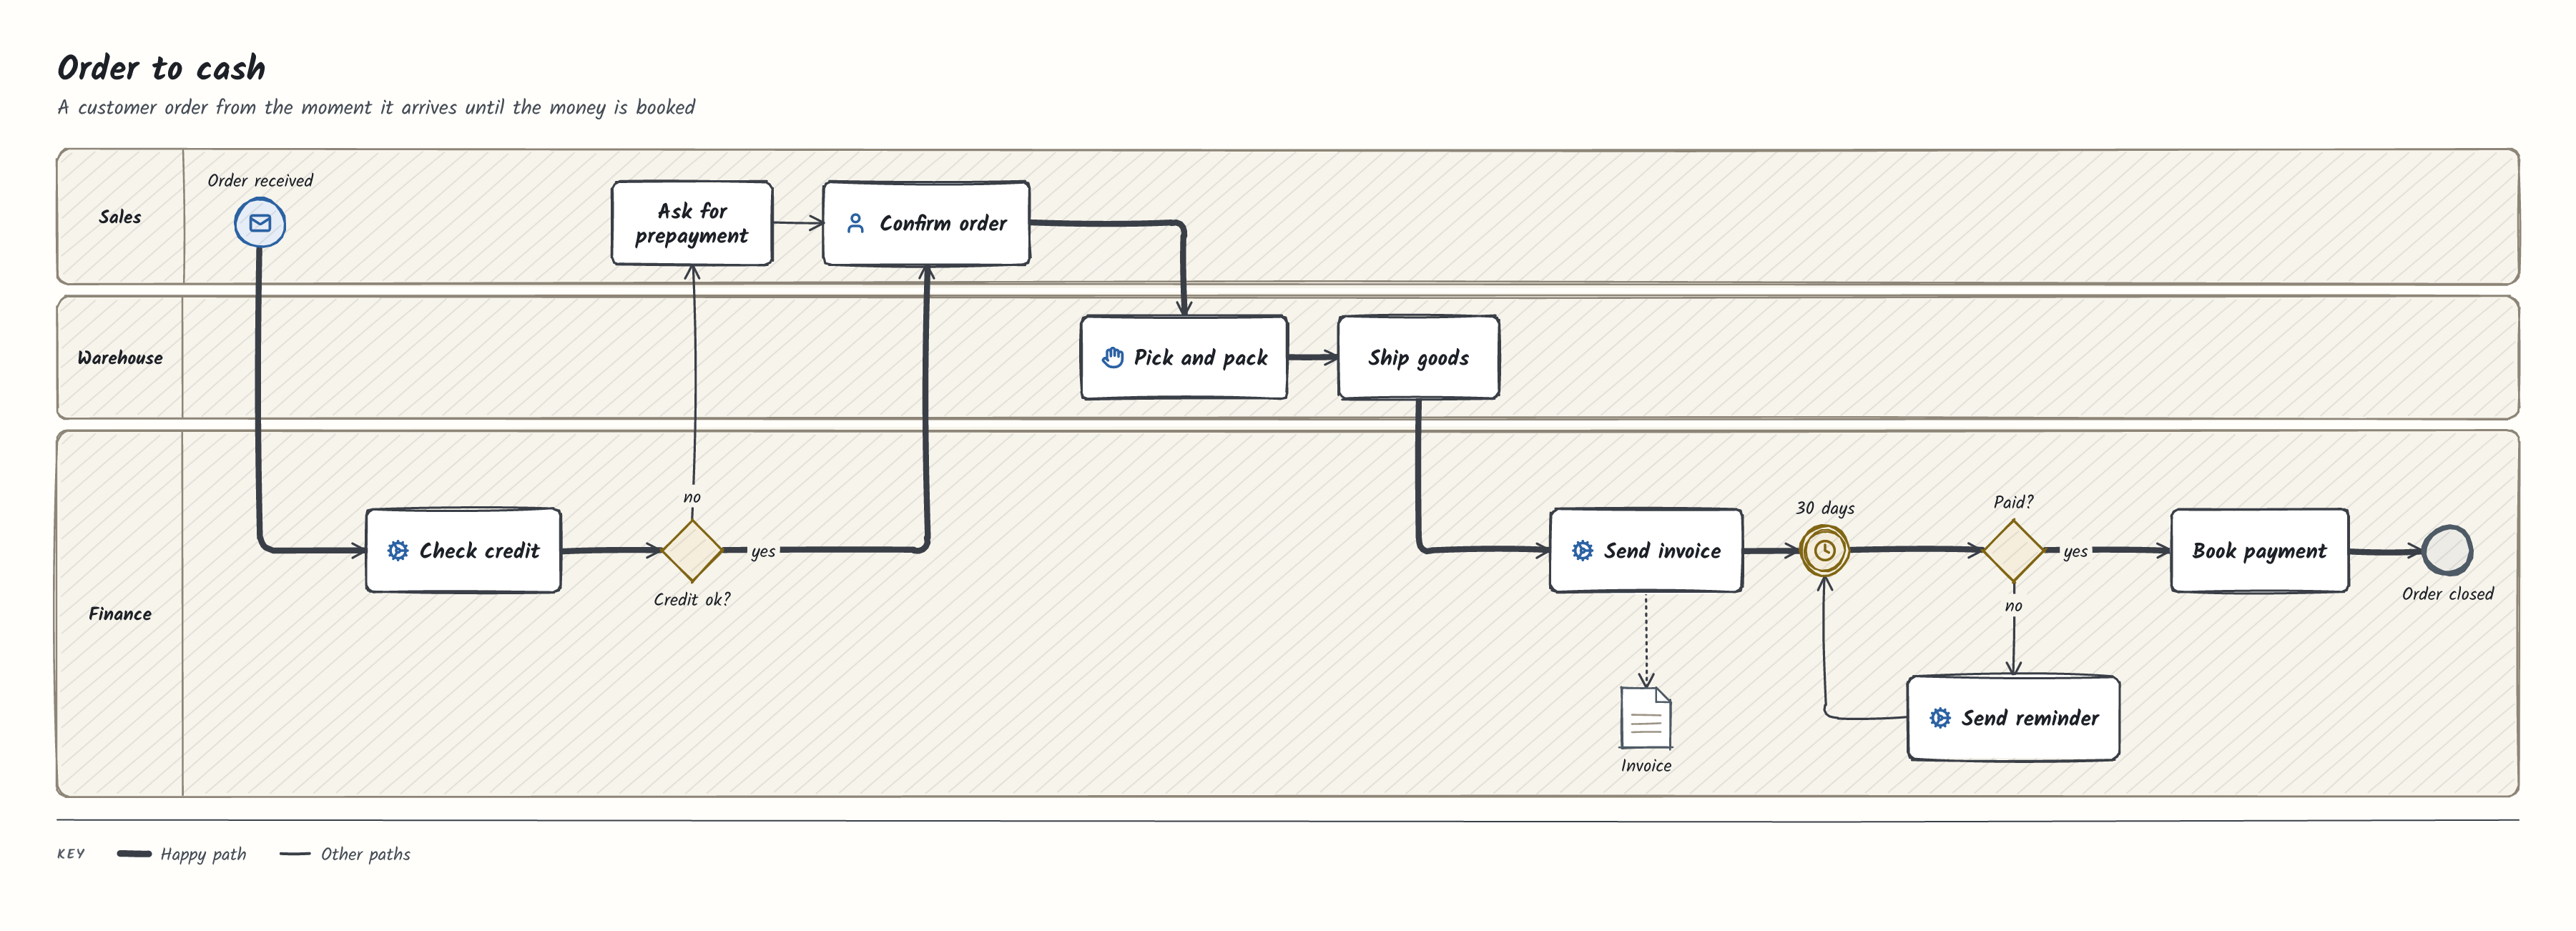 Order to cash
A customer order from the moment it arrives until the money is booked
Sales
Order received
Ask for
prepayment
Confirm order
Warehouse
Pick and pack
Ship goods
Finance
Check credit
no
yes
Credit ok?
Send invoice
30 days
Paid?
yes
no
Book payment
Order closed
Send reminder
Invoice
KEY
Happy path
Other paths